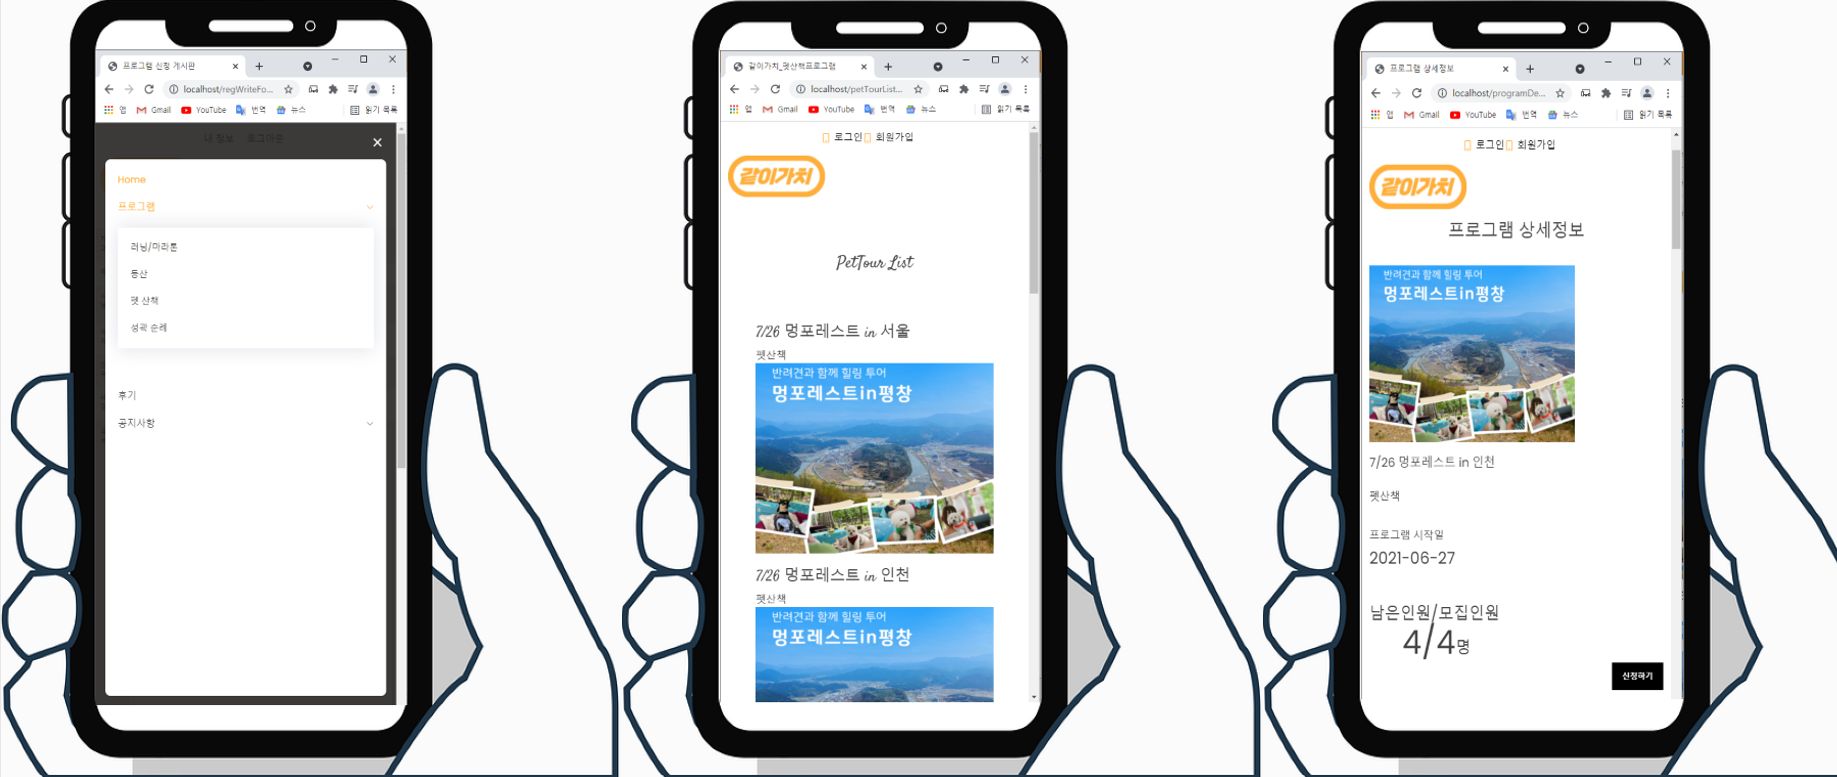 프로그램 신청 게시판
localhost/regWriteFo...
앱 Gmail YouTube 번역 뉴스 읽기 목록
내 정보 로그아웃
Home
프로그램
러닝/마라톤
등산
펫 산책
성곽 순례
후기
공지사항
같이가치_펫산책프로그램
localhost/petTourList...
앱 Gmail YouTube 번역 뉴스 읽기 목록
로그인 회원가입
같이가치
PetTour List
7/26 멍포레스트 in 서울
펫산책
반려견과 함께 힐링 투어
멍포레스트in평창
7/26 멍포레스트 in 인천
펫산책
반려견과 함께 힐링 투어
멍포레스트in평창
프로그램 상세정보
localhost/programDe...
앱 Gmail YouTube 번역 뉴스 읽기 목록
로그인 회원가입
같이가치
프로그램 상세정보
반려견과 함께 힐링 투어
멍포레스트in평창
7/26 멍포레스트 in 인천
펫산책
프로그램 시작일
2021-06-27
남은인원/모집인원
4/4명
신청하기